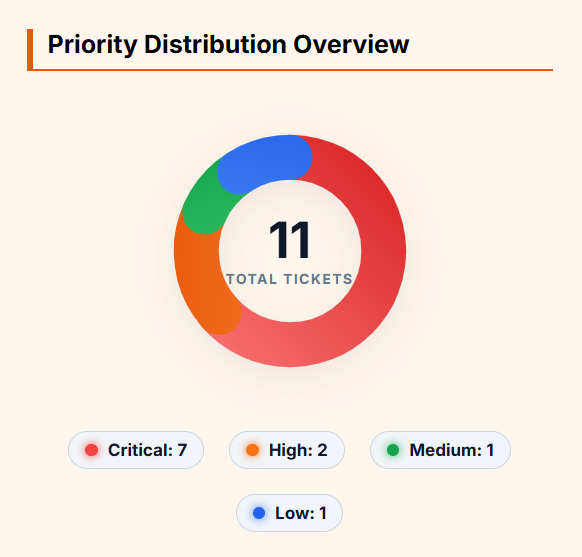 Priority Distribution Overview
11
TOTAL TICKETS
Critical: 7
High: 2
Medium: 1
Low: 1